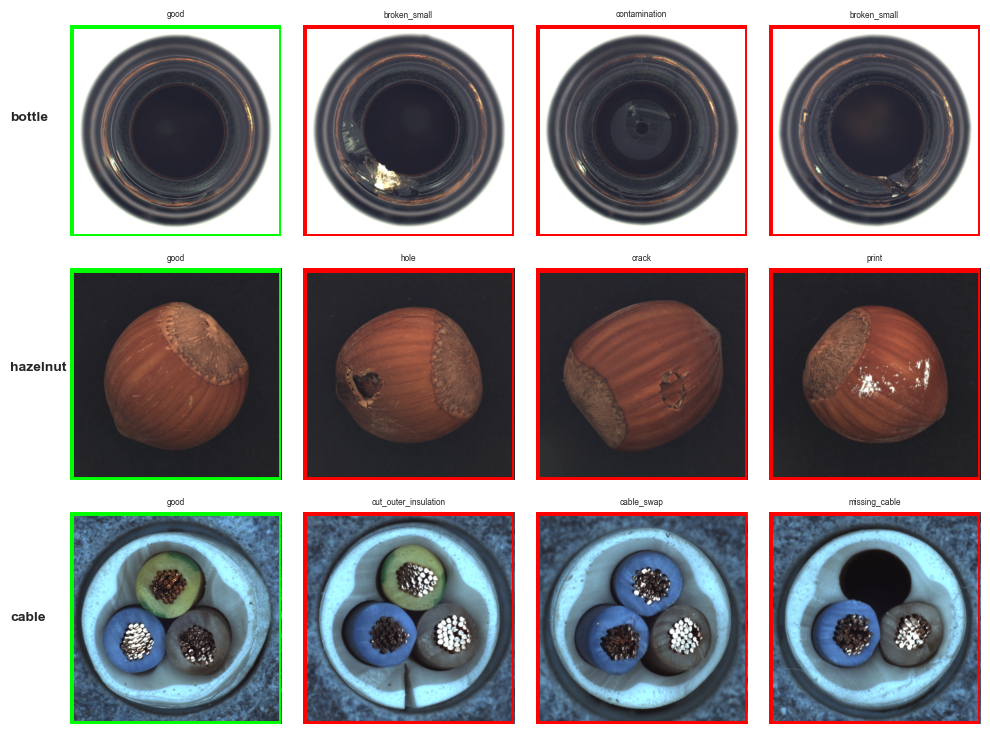 good broken_small contamination broken_small
bottle
good hole crack print
hazelnut
good cut_outer_insulation cable_swap missing_cable
cable